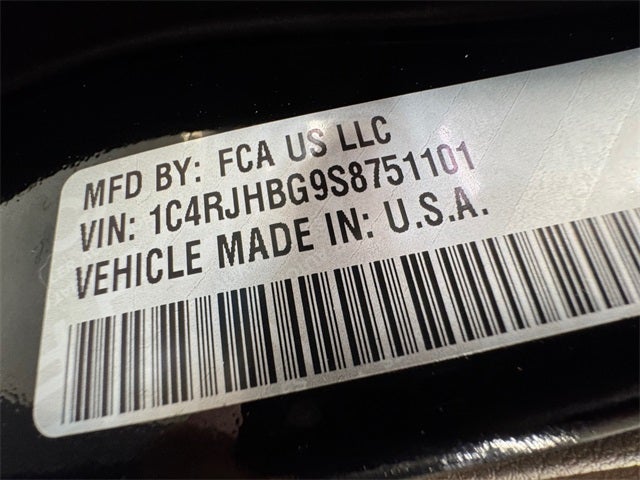 MFD BY: FCA US LLC
VIN: 1C4RJHBG9S8751101
VEHICLE MADE IN: U.S.A.